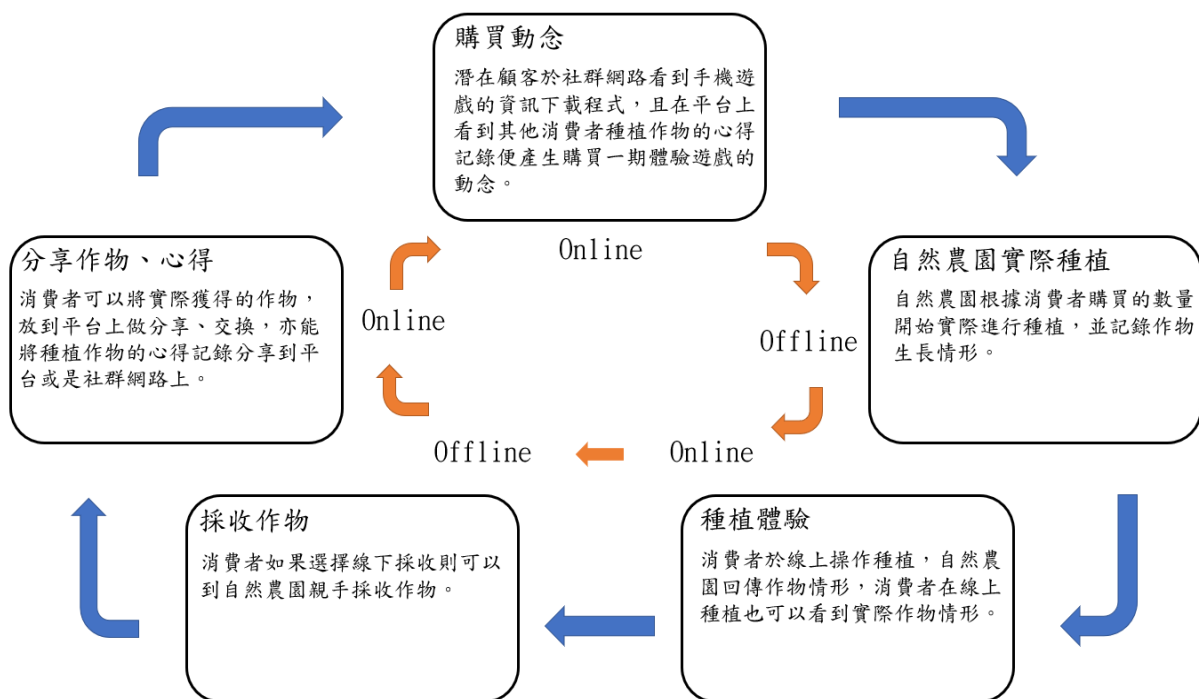 購買動念
潛在顧客於社群網路看到手機遊
戲的資訊下載程式，且在平台上
看到其他消費者種植作物的心得
記錄便產生購買一期體驗遊戲的
動念。
Online
分享作物、心得
消費者可以將實際獲得的作物，
放到平台上做分享、交換，亦能
將種植作物的心得記錄分享到平
台或是社群網路上。
Online
Offline
自然農園實際種植
自然農園根據消費者購買的數量
開始實際進行種植，並記錄作物
生長情形。
Offline
Online
採收作物
消費者如果選擇線下採收則可以
到自然農園親手採收作物。
種植體驗
消費者於線上操作種植，自然農
園回傳作物情形，消費者在線上
種植也可以看到實際作物情形。